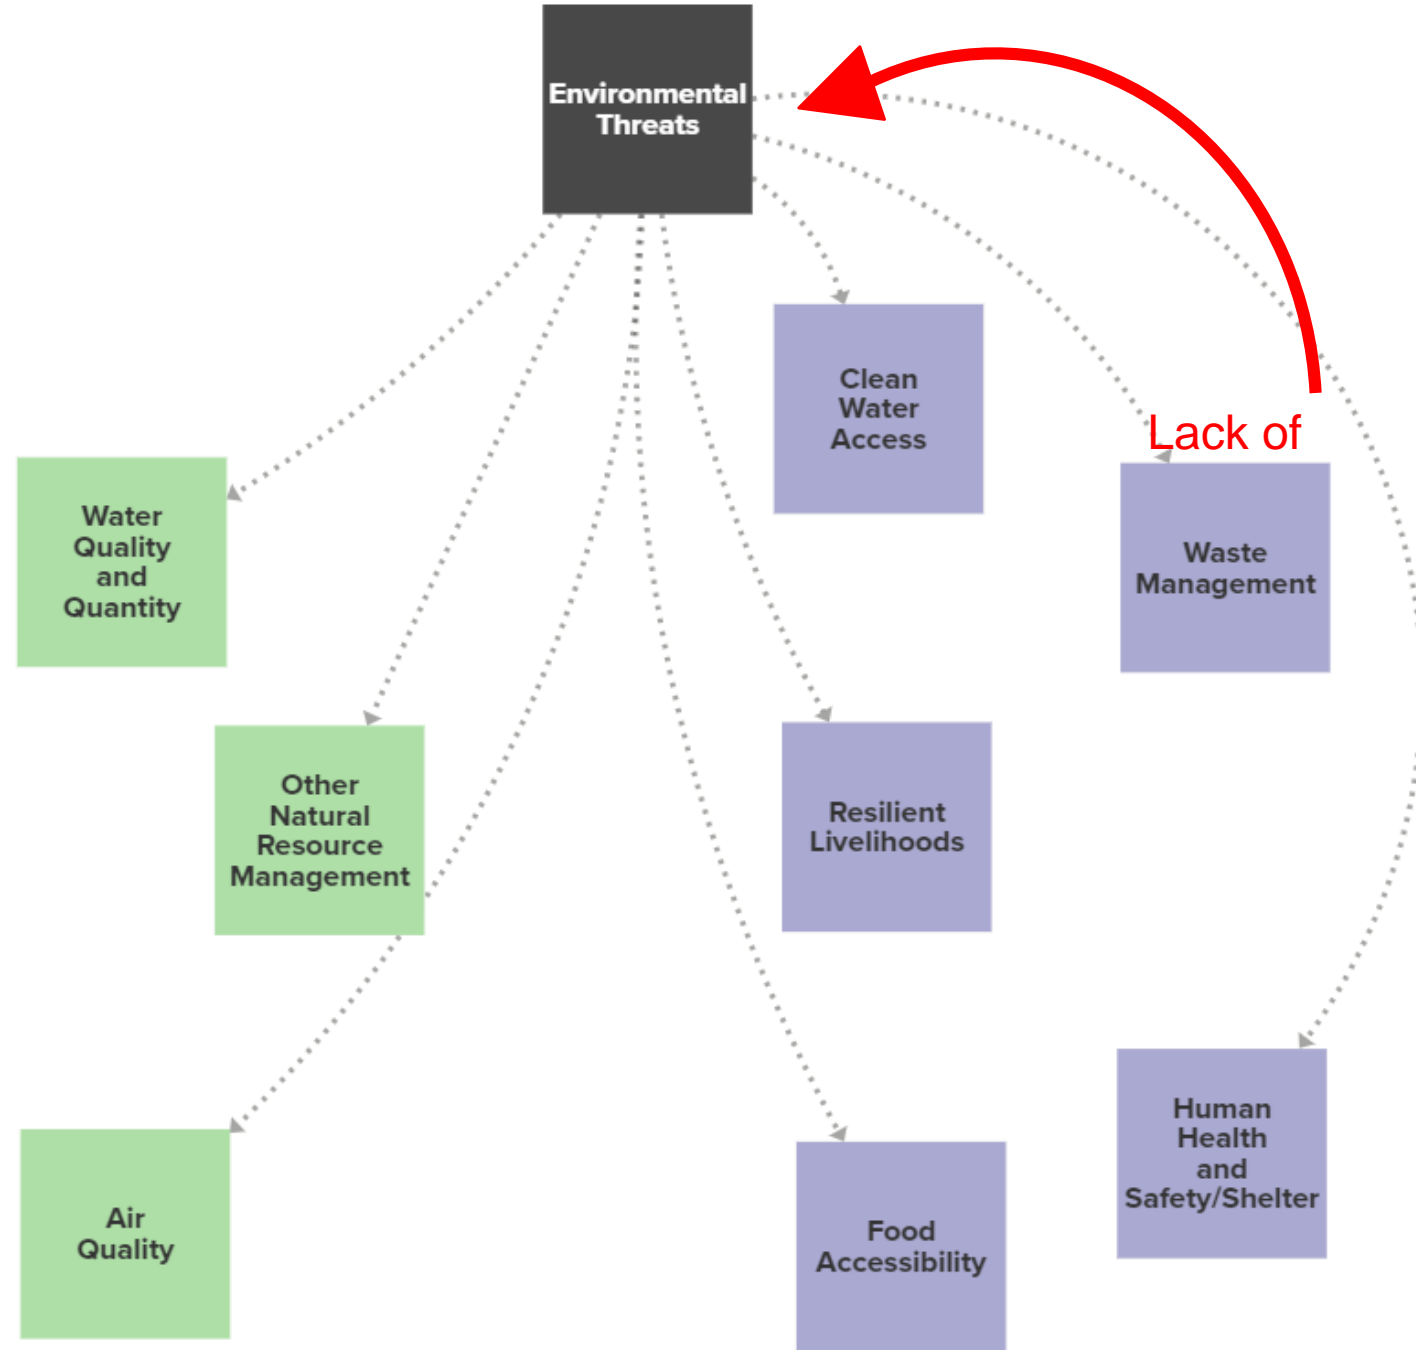 Environmental
Threats
Clean
Water
Access
Lack of
Waste
Management
Water
Quality
and
Quantity
Other
Natural
Resource
Management
Resilient
Livelihoods
Human
Health
and
Safety/Shelter
Air
Quality
Food
Accessibility